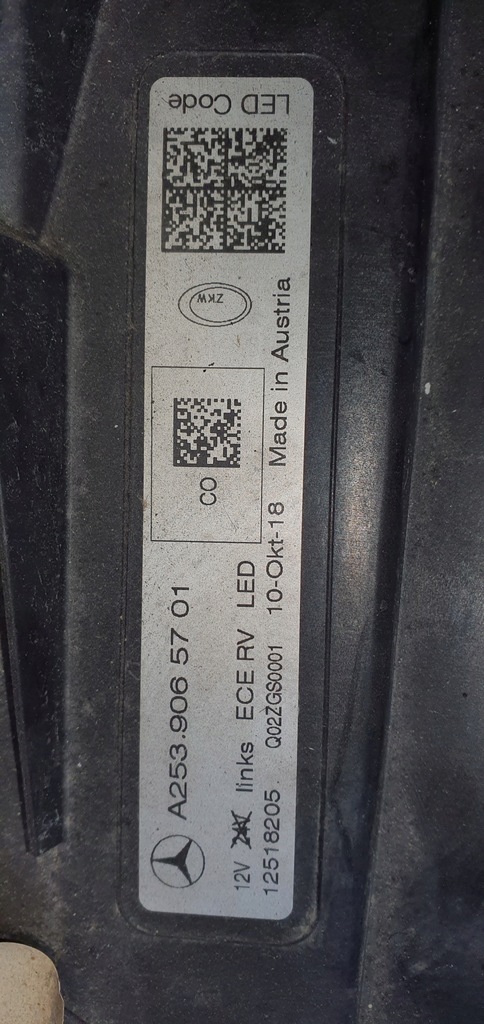 A253.906 57 01
12V 24V links ECE RV LED
12518205 Q02ZGS0001 10-Okt-18 Made in Austria
CO
ZKW
LED Code